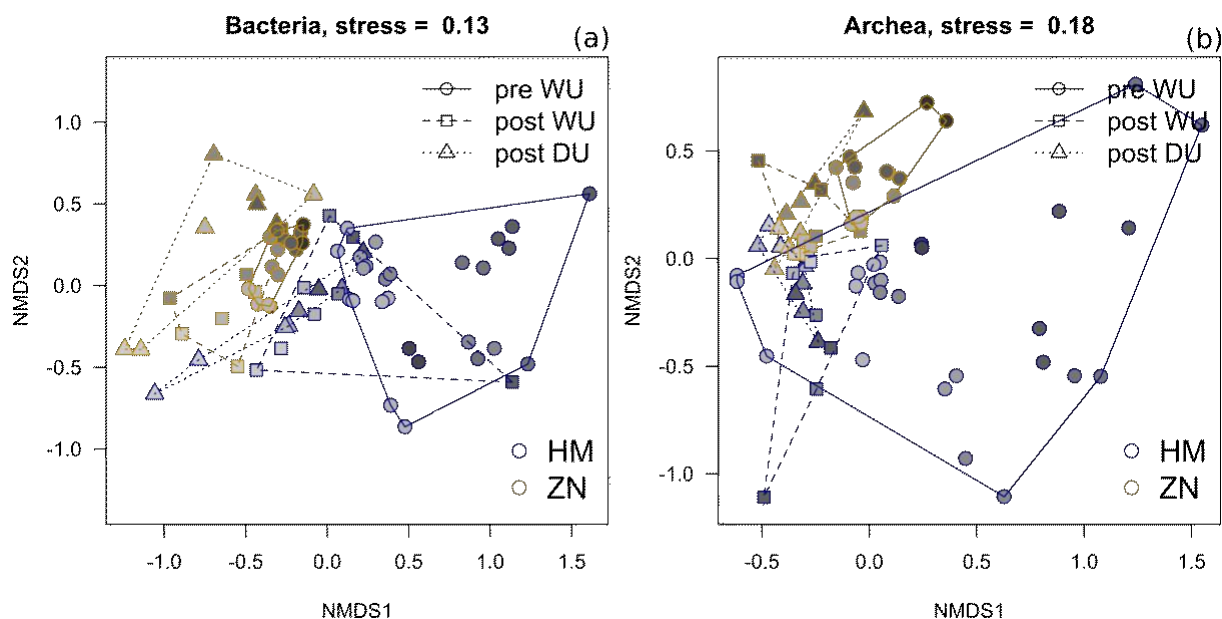 Bacteria, stress = 0.13
(a)
pre WU
post WU
post DU
1.0
0.5
0.0
-0.5
-1.0
NMDS2
HM
ZN
-1.0 -0.5 0.0 0.5 1.0 1.5
NMDS1
Archea, stress = 0.18
(b)
pre WU
post WU
post DU
0.5
0.0
-0.5
-1.0
NMDS2
HM
ZN
-0.5 0.0 0.5 1.0 1.5
NMDS1